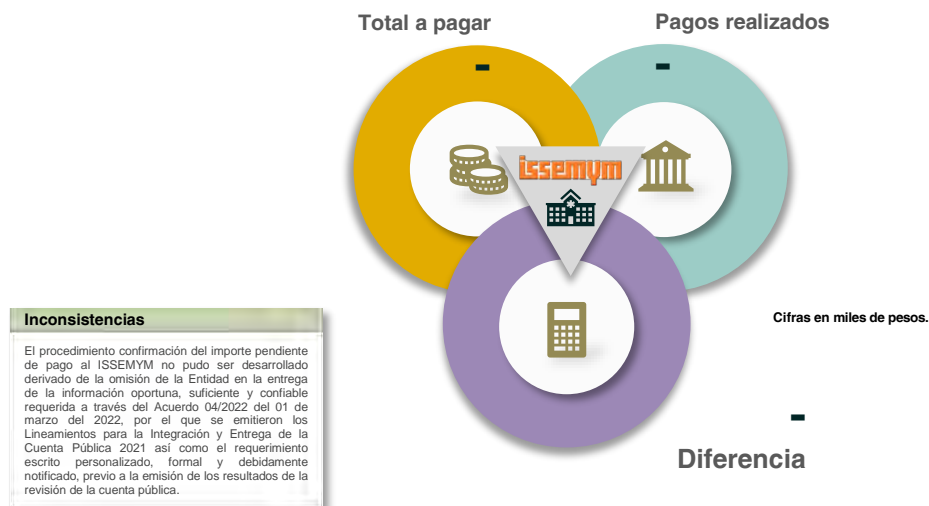 Total a pagar
Pagos realizados
-
-
issemym
Cifras en miles de pesos.
Inconsistencias
El procedimiento confirmación del importe pendiente
de pago al ISSEMYM no pudo ser desarrollado
derivado de la omisión de la Entidad en la entrega
de la información oportuna, suficiente y confiable
requerida a través del Acuerdo 04/2022 del 01 de
marzo del 2022, por el que se emitieron los
Lineamientos para la Integración y Entrega de la
Cuenta Pública 2021 así como el requerimiento
escrito personalizado, formal y debidamente
notificado, previo a la emisión de los resultados de la
revisión de la cuenta pública.
-
Diferencia